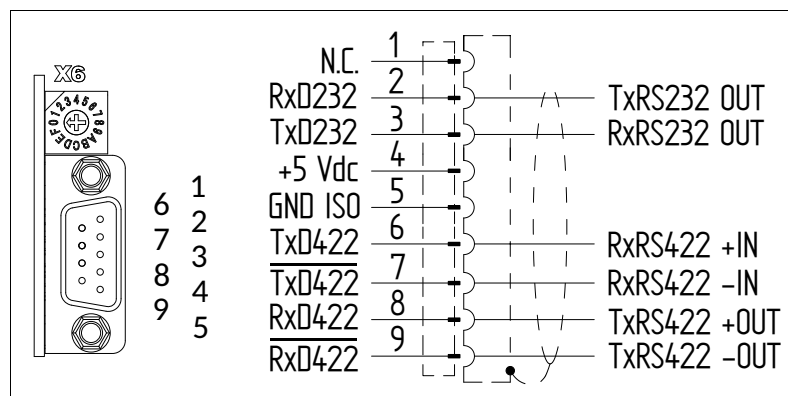 X6
0123456789ABCDEF
1
6
2
7
3
8
4
9
5
N.C. 1
RxD232 2 TxRS232 OUT
TxD232 3 RxRS232 OUT
+5 Vdc 4
GND ISO 5
TxD422 6 RxRS422 +IN
TxD422 7 RxRS422 -IN
RxD422 8 TxRS422 +OUT
RxD422 9 TxRS422 -OUT